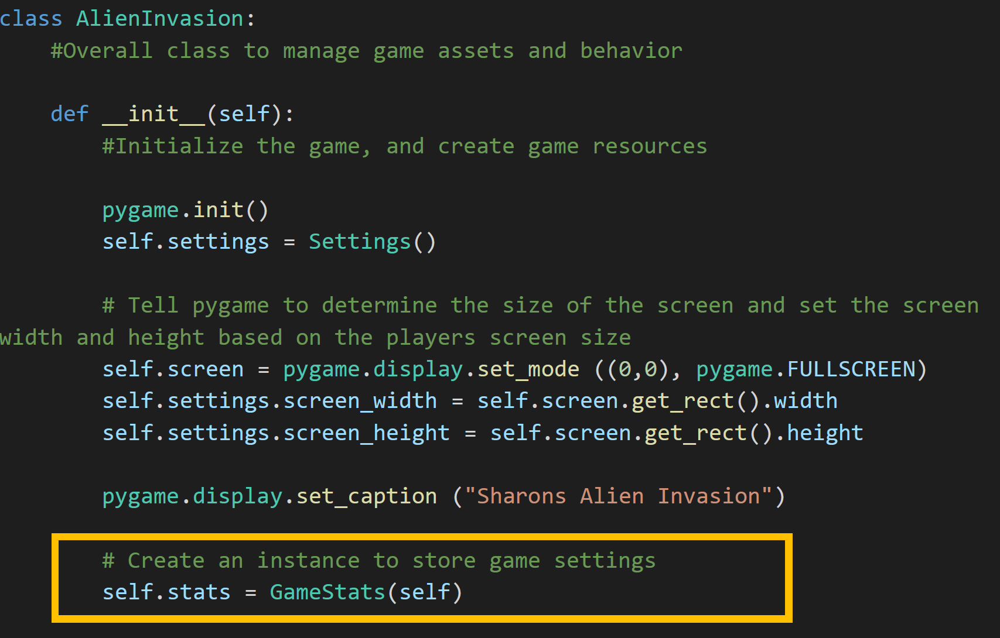 class AlienInvasion:
    #Overall class to manage game assets and behavior
    def __init__(self):
        #Initialize the game, and create game resources
        pygame.init()
        self.settings = Settings()
        # Tell pygame to determine the size of the screen and set the screen
width and height based on the players screen size
        self.screen = pygame.display.set_mode ((0,0), pygame.FULLSCREEN)
        self.settings.screen_width = self.screen.get_rect().width
        self.settings.screen_height = self.screen.get_rect().height
        pygame.display.set_caption ("Sharons Alien Invasion")
        # Create an instance to store game settings
        self.stats = GameStats(self)